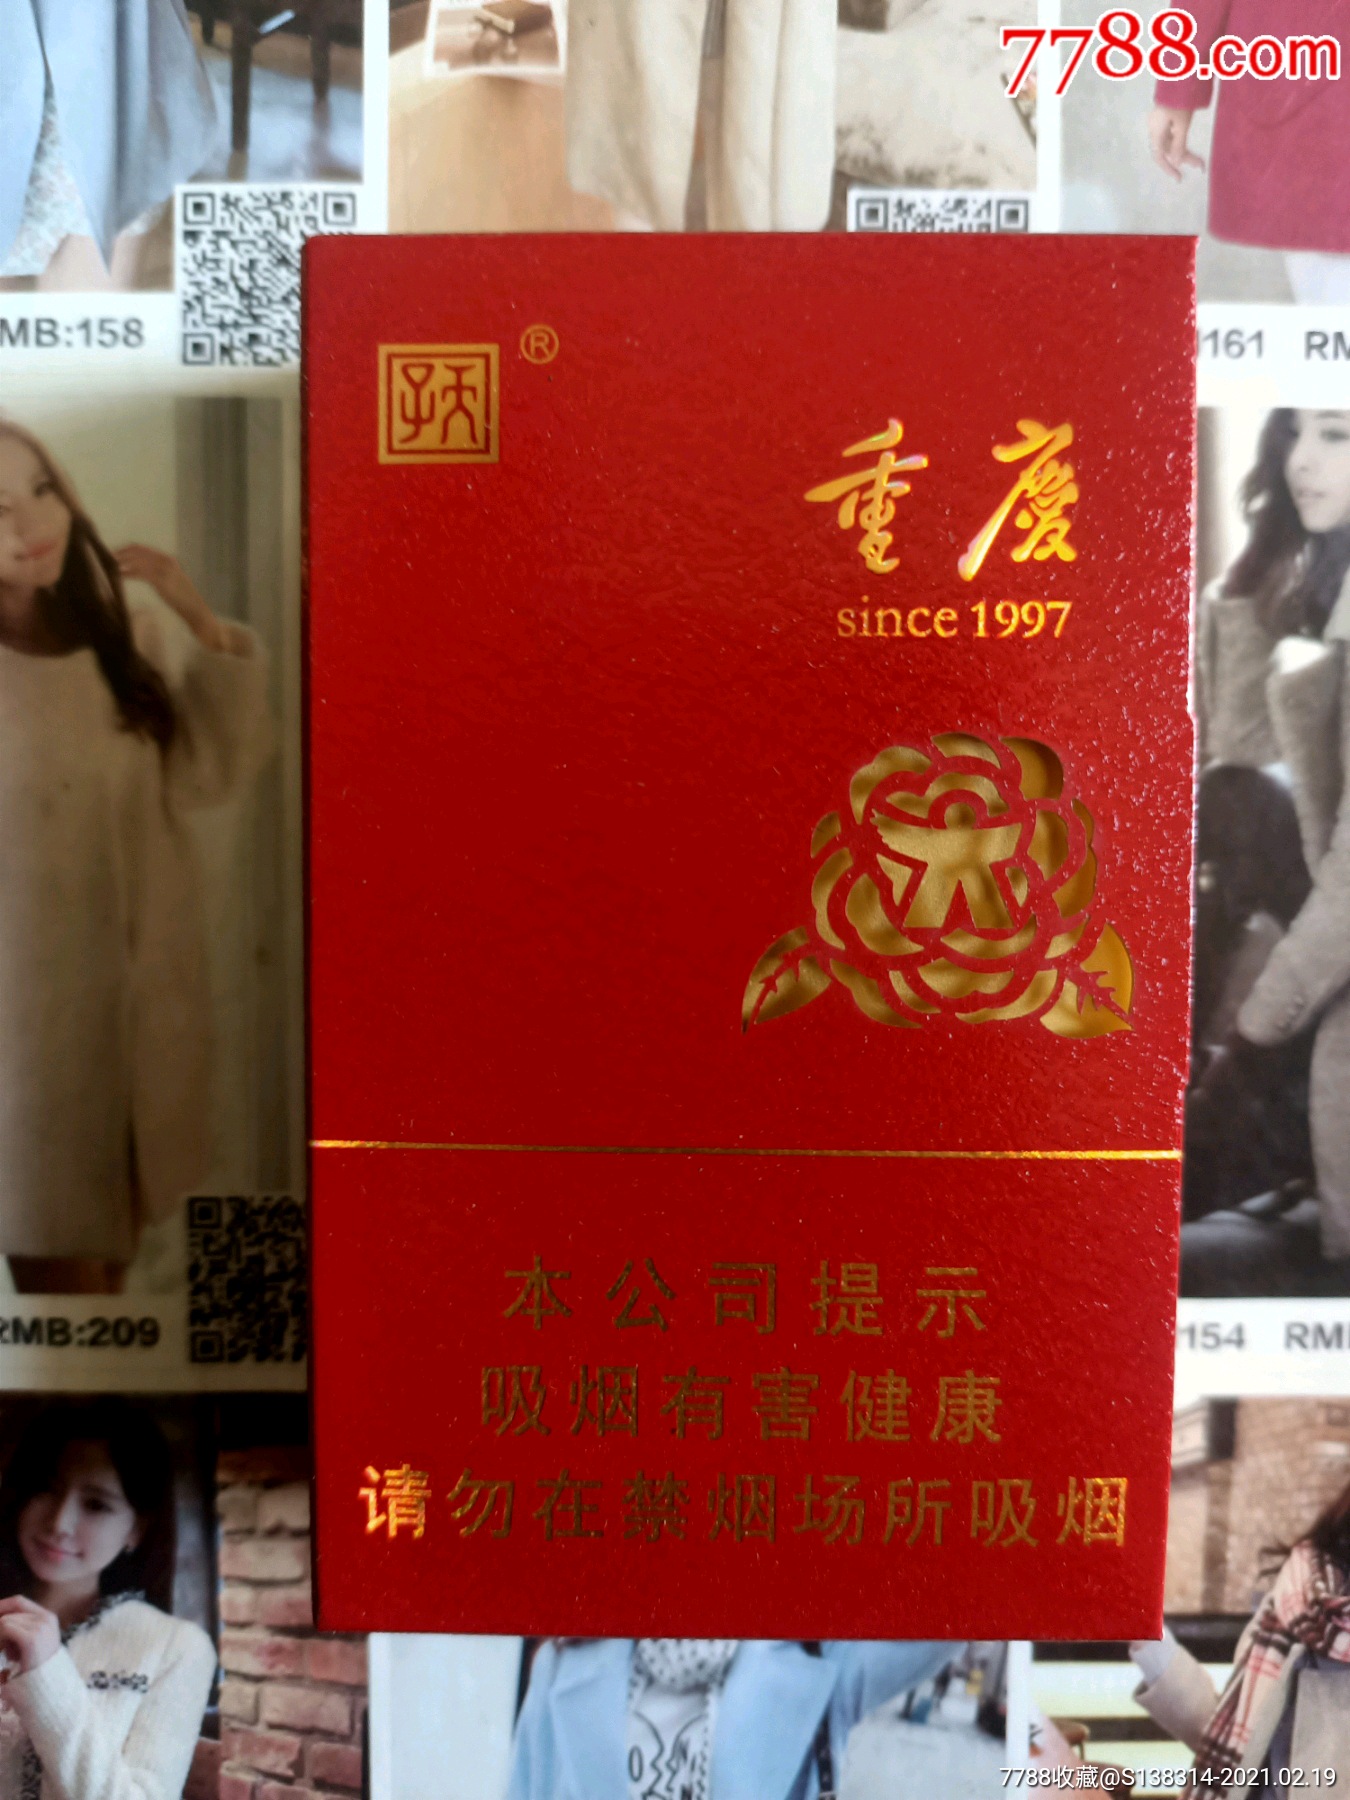 7788.com
MB:158
161 RM
天子
®
重慶
since 1997
RMB:209
154 RM
本公司提示
吸烟有害健康
请勿在禁烟场所吸烟
7788收藏@S138314-2021.02.19